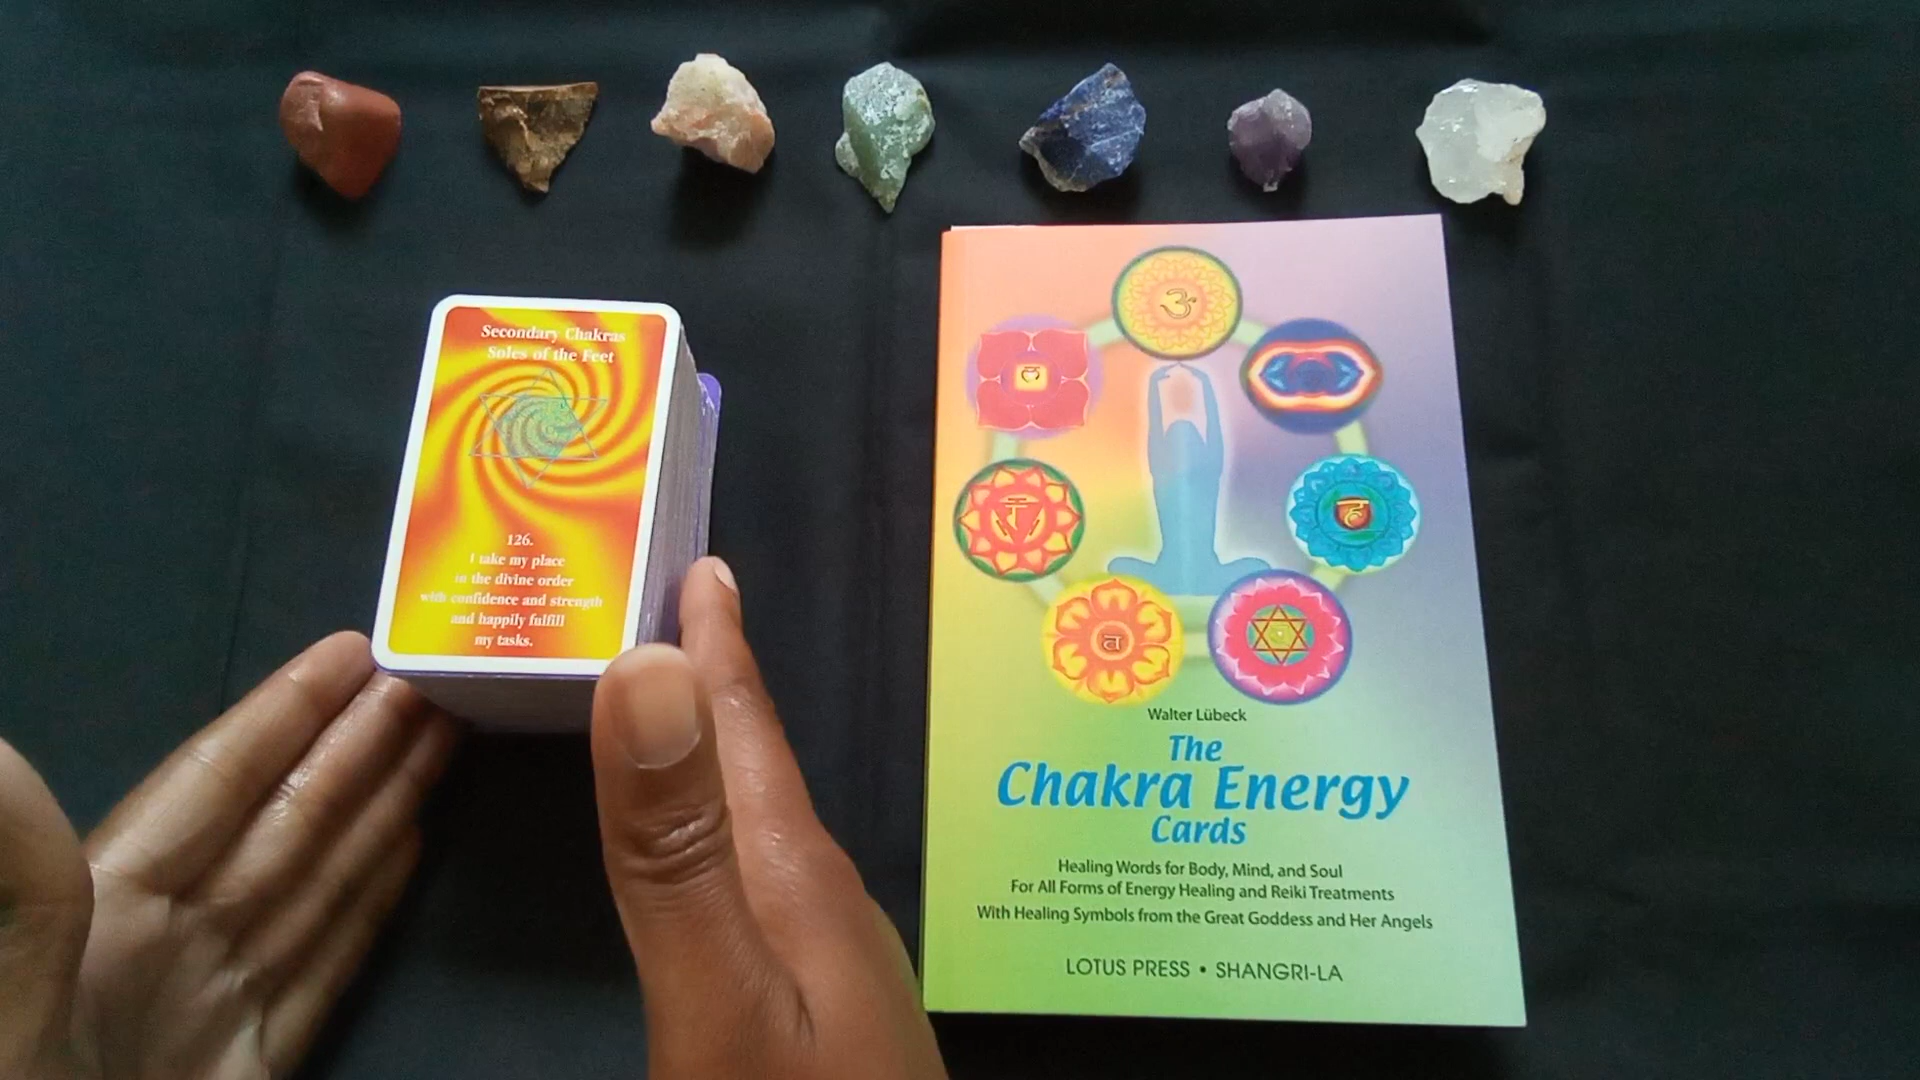 Secondary Chakras
Soles of the Feet
126.
I take my place
in the divine order
with confidence and strength
and happily fulfill
my tasks.
ॐ
Walter Lübeck
The
Chakra Energy
Cards
Healing Words for Body, Mind, and Soul
For All Forms of Energy Healing and Reiki Treatments
With Healing Symbols from the Great Goddess and Her Angels
LOTUS PRESS • SHANGRI-LA